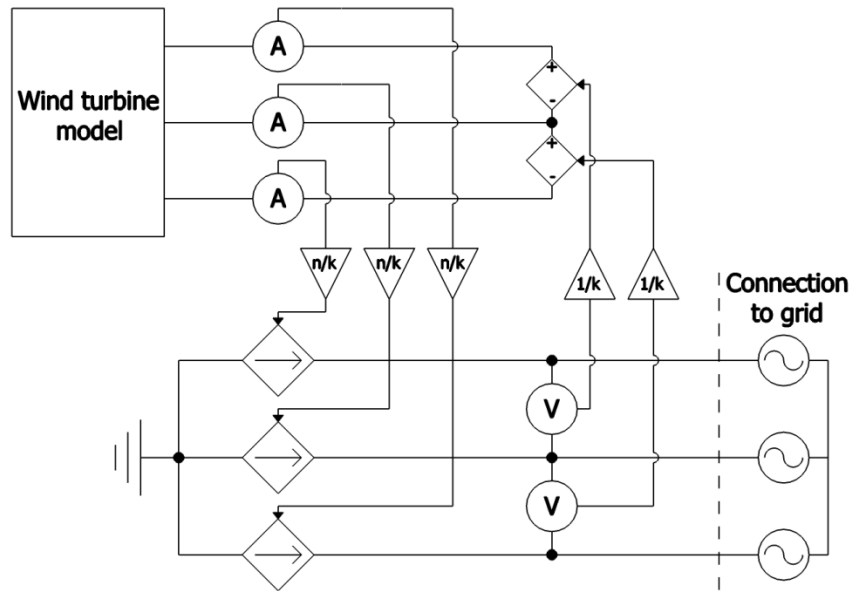 A
+
Wind turbine
model
-
A
+
-
A
n/k
n/k
n/k
1/k
1/k
Connection
to grid
V
V